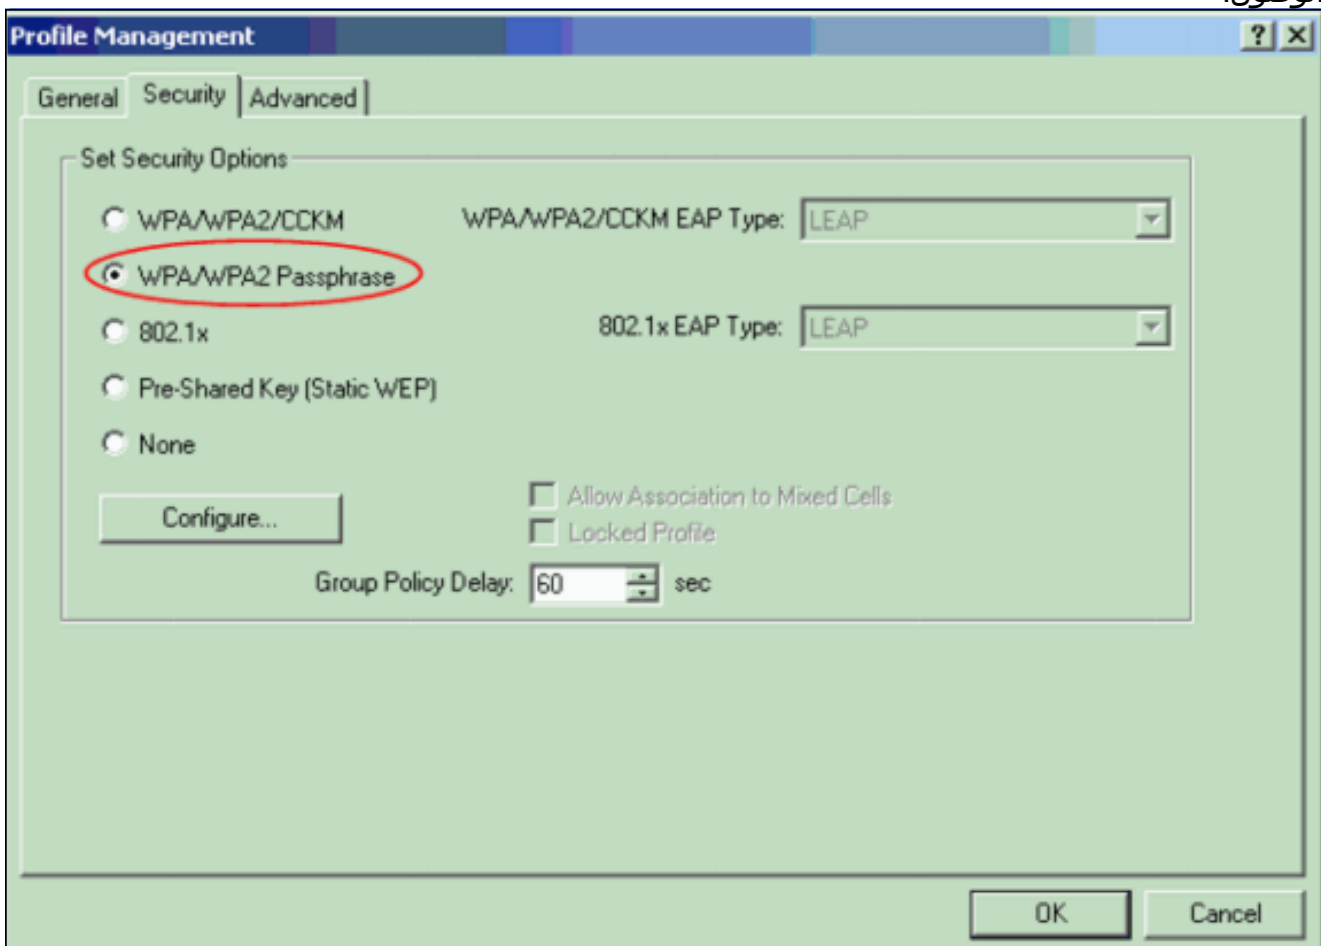 الوصول.
Profile Management
General Security Advanced
Set Security Options
WPA/WPA2/CCKM WPA/WPA2/CCKM EAP Type: LEAP
WPA/WPA2 Passphrase
802.1x 802.1x EAP Type: LEAP
Pre-Shared Key (Static WEP)
None
Allow Association to Mixed Cells
Configure...
Locked Profile
Group Policy Delay: 60 sec
OK Cancel